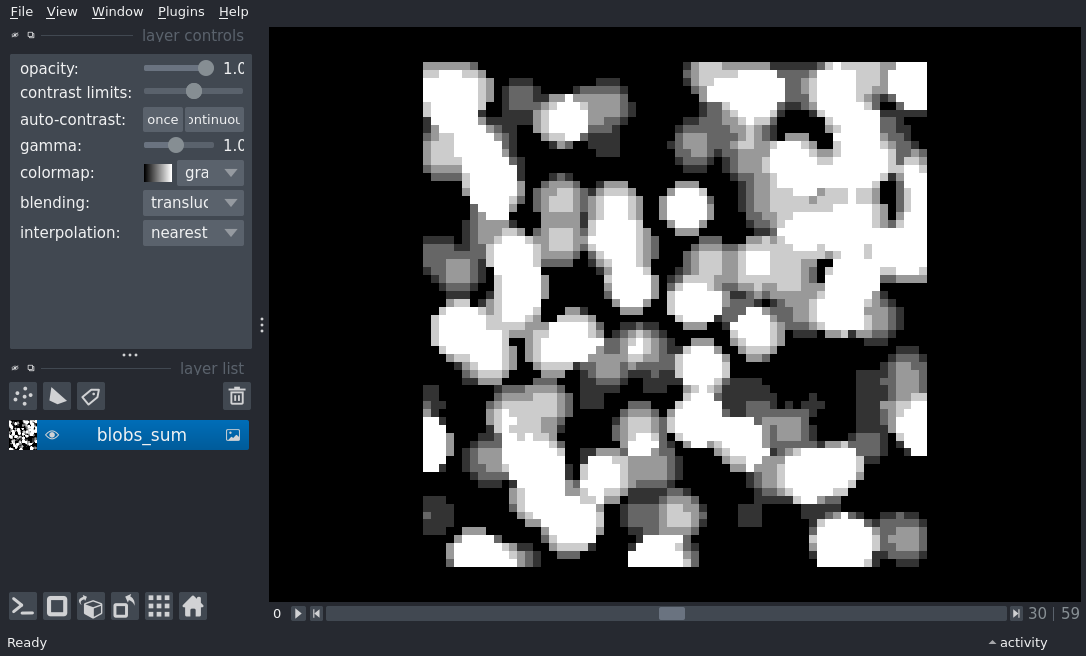 File View Window Plugins Help
layer controls
opacity: 1.0
contrast limits:
auto-contrast: once ontinuou
gamma: 1.0
colormap: gra
blending: transluc
interpolation: nearest
layer list
blobs_sum
0 30 | 59
Ready activity